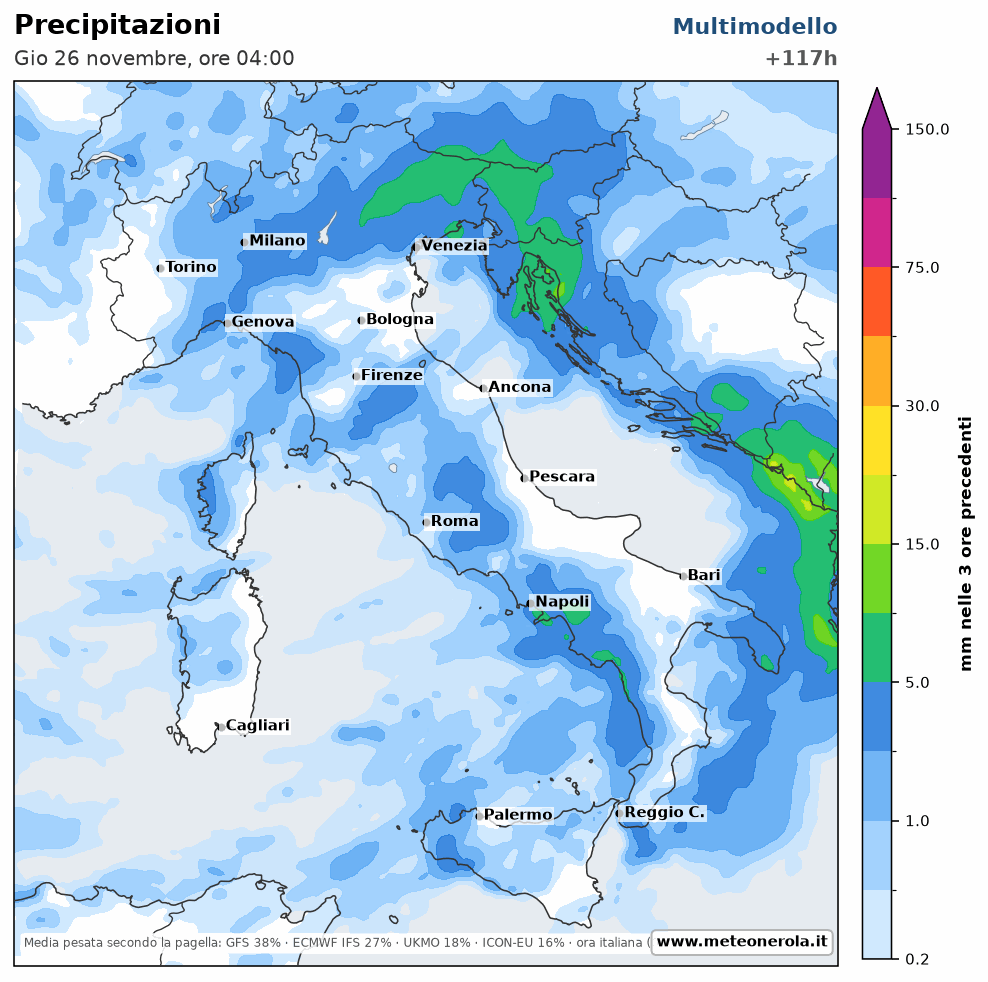 Precipitazioni
Multimodello
Gio 26 novembre, ore 04:00
+117h
150.0
75.0
30.0
15.0
5.0
1.0
0.2
mm nelle 3 ore precedenti
Milano
Venezia
Torino
Genova
Bologna
Firenze
Ancona
Pescara
Roma
Bari
Napoli
Cagliari
Palermo
Reggio C.
Media pesata secondo la pagella: GFS 38% · ECMWF IFS 27% · UKMO 18% · ICON-EU 16% · ora italiana (
www.meteonerola.it